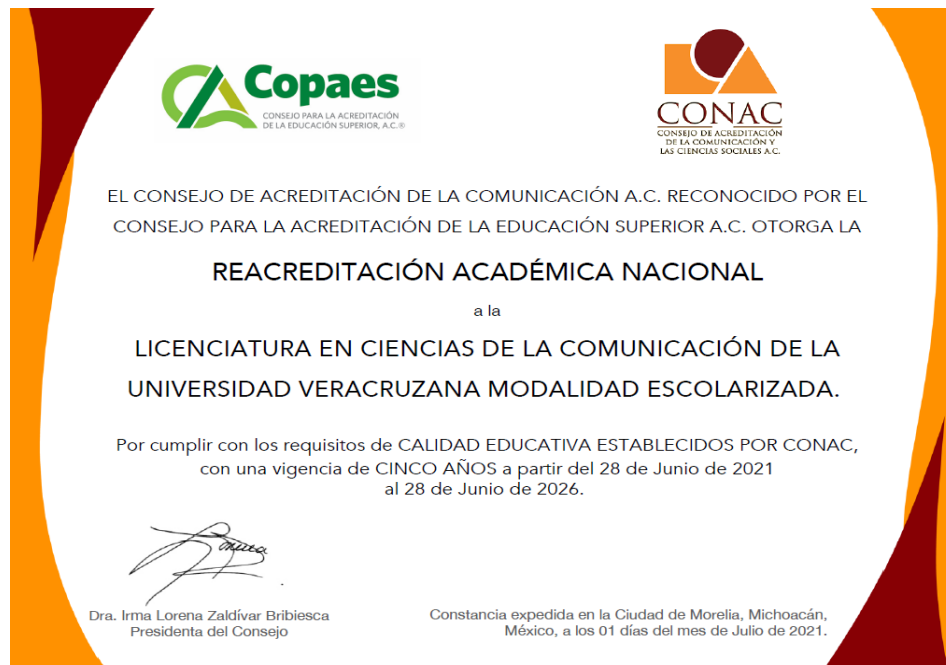 Copaes
CONSEJO PARA LA ACREDITACIÓN
DE LA EDUCACIÓN SUPERIOR, A.C.®
CONAC
CONSEJO DE ACREDITACIÓN
DE LA COMUNICACIÓN Y
LAS CIENCIAS SOCIALES A.C.
EL CONSEJO DE ACREDITACIÓN DE LA COMUNICACIÓN A.C. RECONOCIDO POR EL
CONSEJO PARA LA ACREDITACIÓN DE LA EDUCACIÓN SUPERIOR A.C. OTORGA LA
REACREDITACIÓN ACADÉMICA NACIONAL
a la
LICENCIATURA EN CIENCIAS DE LA COMUNICACIÓN DE LA
UNIVERSIDAD VERACRUZANA MODALIDAD ESCOLARIZADA.
Por cumplir con los requisitos de CALIDAD EDUCATIVA ESTABLECIDOS POR CONAC,
con una vigencia de CINCO AÑOS a partir del 28 de Junio de 2021
al 28 de Junio de 2026.
Dra. Irma Lorena Zaldívar Bribiesca
Presidenta del Consejo
Constancia expedida en la Ciudad de Morelia, Michoacán,
México, a los 01 días del mes de Julio de 2021.